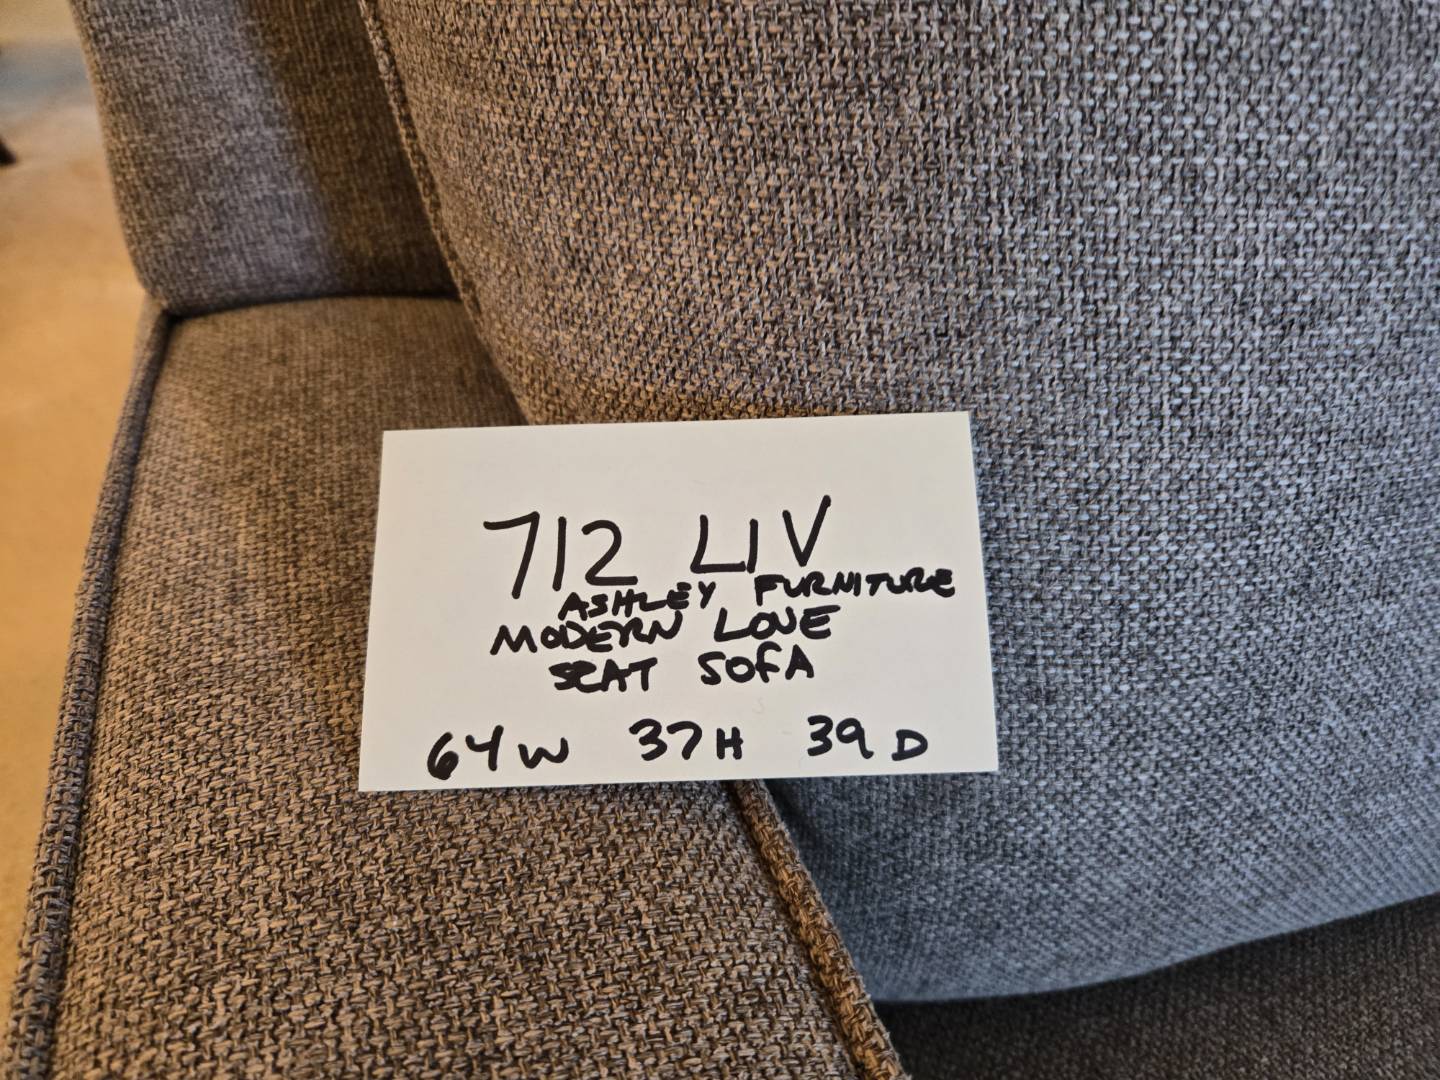 712 LIV
ASHLEY FURNITURE
MODERN LOVE
SEAT SOFA
64W 37H 39D